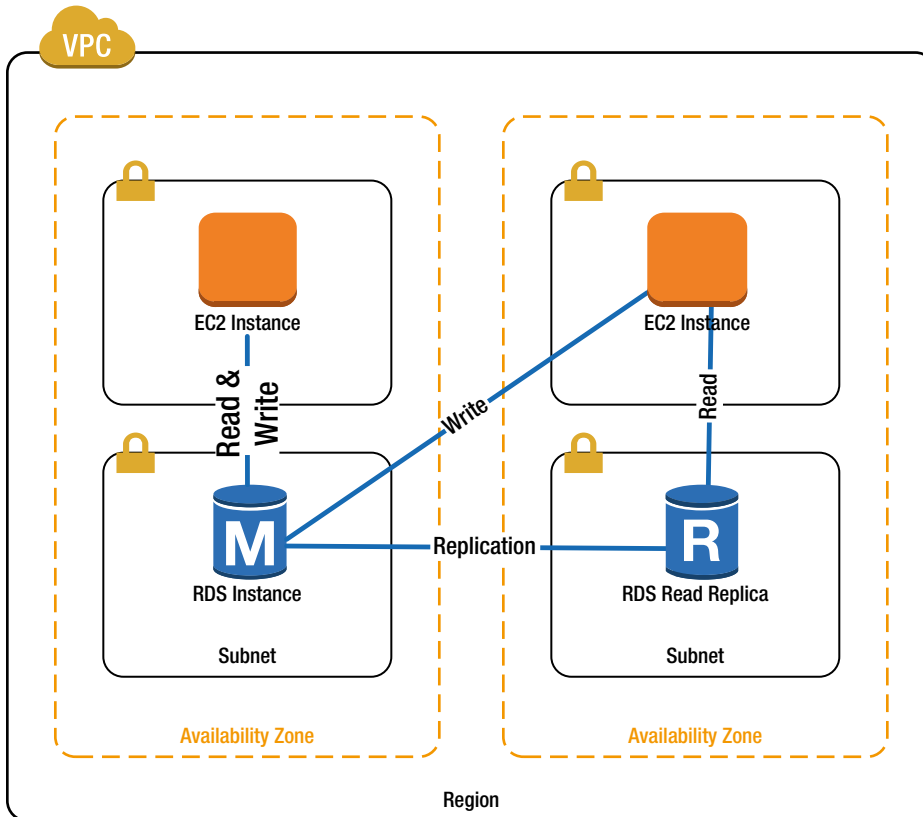 VPC
EC2 Instance
EC2 Instance
Read &
Write
Write
Read
M
Replication
R
RDS Instance
RDS Read Replica
Subnet
Subnet
Availability Zone
Availability Zone
Region